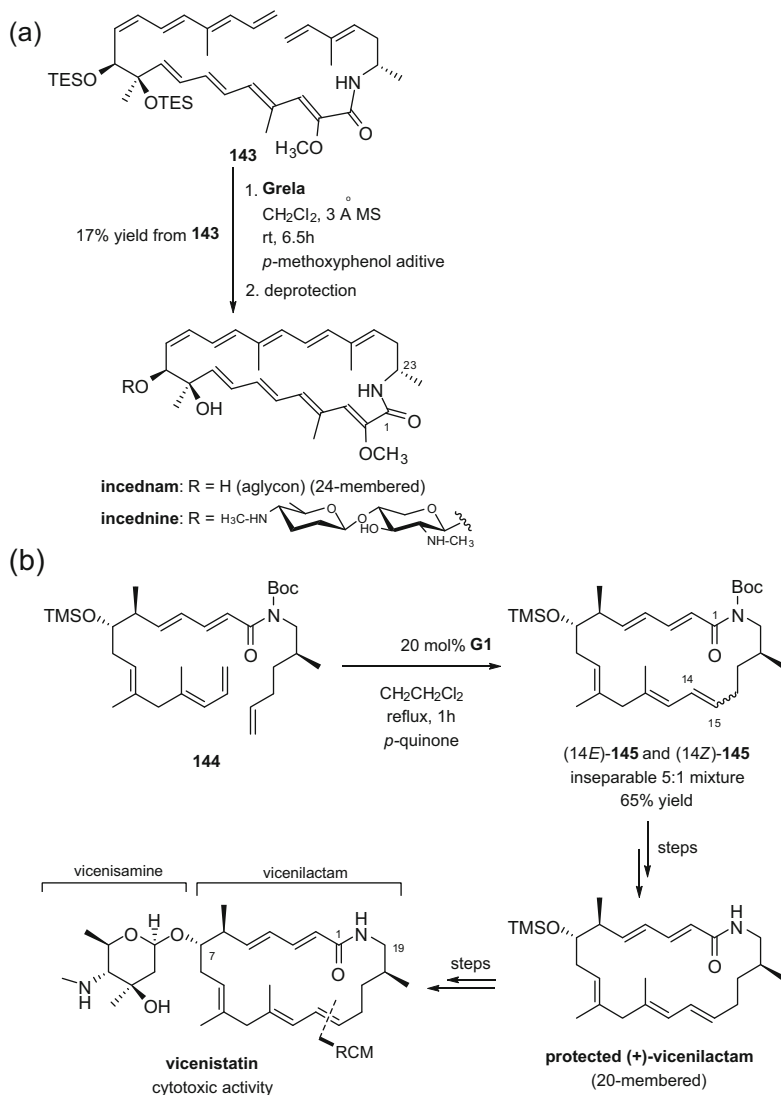 (a)
TESO
OTES
H₃CO
O
HN
143
17% yield from 143
1. Grela
CH₂Cl₂, 3 Å MS
rt, 6.5h
p-methoxyphenol aditive
2. deprotection
RO
OH
23
HN
1
O
OCH₃
incednam: R = H (aglycon) (24-membered)
incednine: R =
H₃C-HN
O
O
HO
O
NH-CH₃
(b)
TMSO
O
Boc
N
144
20 mol% G1
CH₂CH₂Cl₂
reflux, 1h
p-quinone
TMSO
1
O
Boc
N
14
15
(14E)-145 and (14Z)-145
inseparable 5:1 mixture
65% yield
steps
vicenisamine
vicenilactam
H
O
O
N
H
OH
7
1
O
H
N
19
RCM
vicenistatin
cytotoxic activity
steps
TMSO
O
H
N
protected (+)-vicenilactam
(20-membered)